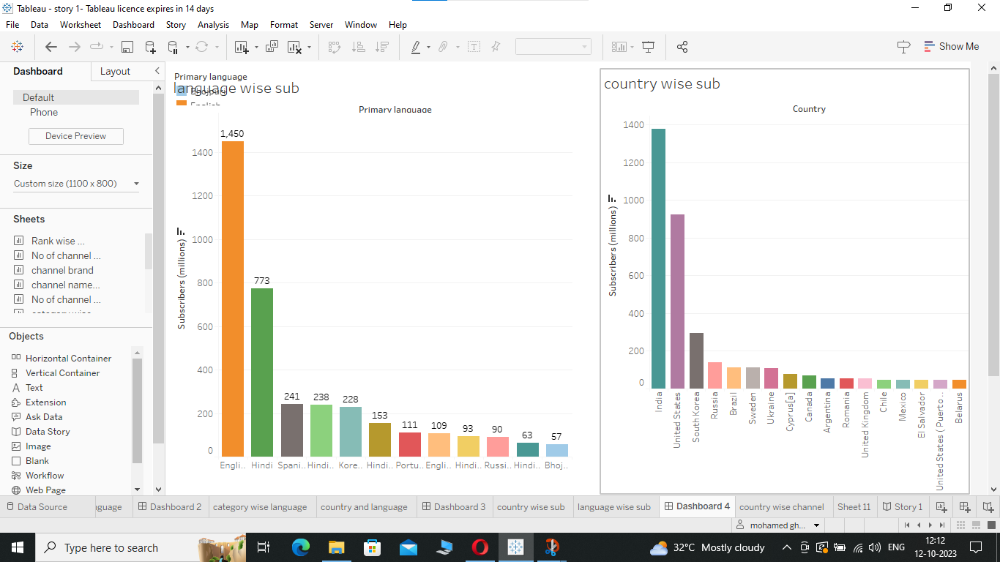 Tableau - story 1- Tableau licence expires in 14 days
File Data Worksheet Dashboard Story Analysis Map Format Server Window Help
Show Me
Dashboard Layout
Default
Phone
Device Preview
Size
Custom size (1100 x 800)
Sheets
Rank wise ...
No of channel ...
channel brand
channel name...
No of channel ...
Objects
Horizontal Container
Vertical Container
Text
Extension
Ask Data
Data Story
Image
Blank
Workflow
Web Page
Primary language
language wise sub
English
Primary language
Subscribers (millions)
1400
1200
1000
800
600
400
200
0
1,450
773
241
238
228
153
111
109
93
90
63
57
Engli..
Hindi
Spani..
Hindi..
Kore..
Hindi..
Portu..
Engli..
Hindi..
Russi..
Hindi..
Bhoj..
country wise sub
Country
Subscribers (millions)
1400
1200
1000
800
600
400
200
0
India
United States
South Korea
Russia
Brazil
Sweden
Ukraine
Cyprus[a]
Canada
Argentina
Romania
United Kingdom
Chile
Mexico
El Salvador
United States ( Puerto ..
Belarus
Data Source
guage
Dashboard 2
category wise language
country and language
Dashboard 3
country wise sub
language wise sub
Dashboard 4
country wise channel
Sheet 11
Story 1
mohamed gh...
Type here to search
32°C Mostly cloudy
ENG
12:12
12-10-2023